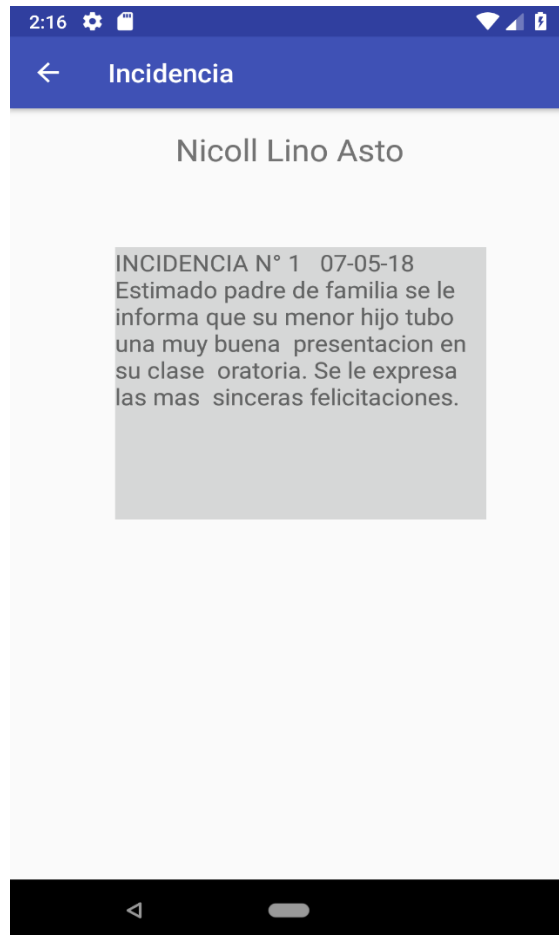 2:16
Incidencia
Nicoll Lino Asto
INCIDENCIA N° 1   07-05-18
Estimado padre de familia se le
informa que su menor hijo tubo
una muy buena  presentacion en
su clase  oratoria. Se le expresa
las mas  sinceras felicitaciones.